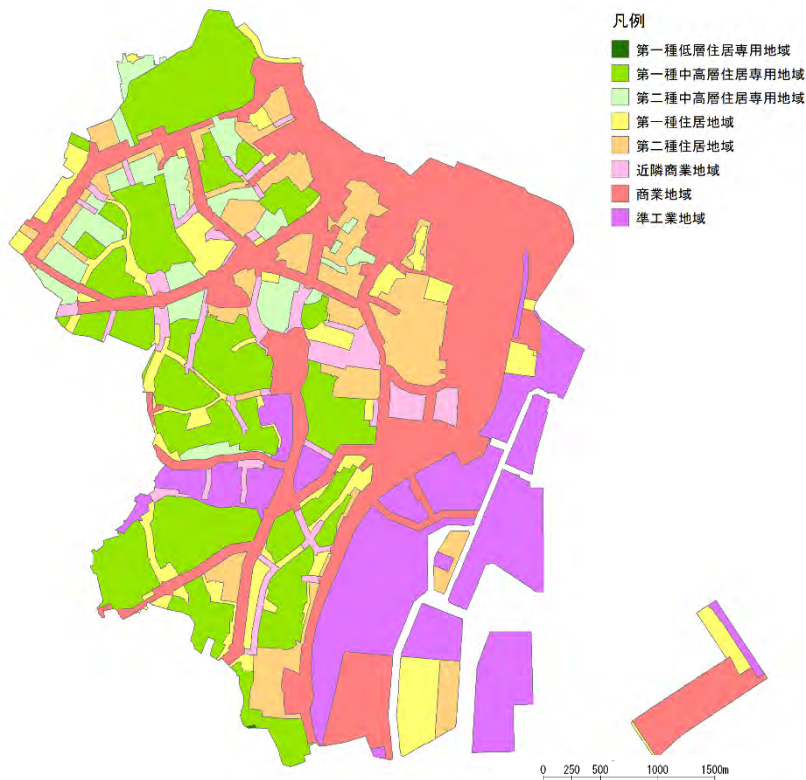 凡例
第一種低層住居専用地域
第一種中高層住居専用地域
第二種中高層住居専用地域
第一種住居地域
第二種住居地域
近隣商業地域
商業地域
準工業地域
0 250 500 1000 1500m